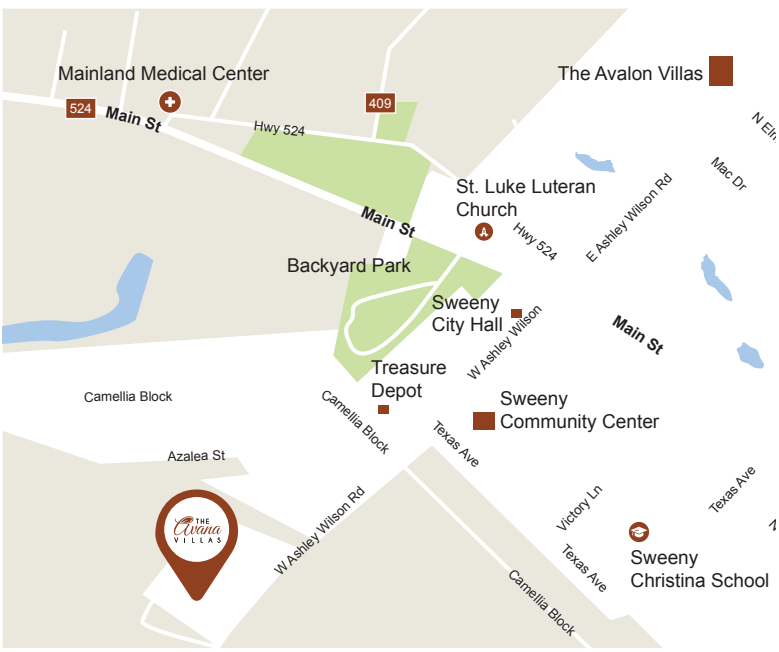 Mainland Medical Center
The Avalon Villas
524
Main St
409
Hwy 524
Mac Dr
St. Luke Luteran
Church
Main St
Hwy 524
E Ashley Wilson Rd
Backyard Park
Sweeny
City Hall
W Ashley Wilson
Main St
Treasure
Depot
Camellia Block
Camellia Block
Sweeny
Community Center
Texas Ave
Azalea St
THE
Avana
VILLAS
W Ashley Wilson Rd
Victory Ln
Texas Ave
Texas Ave
Sweeny
Christina School
Camellia Block